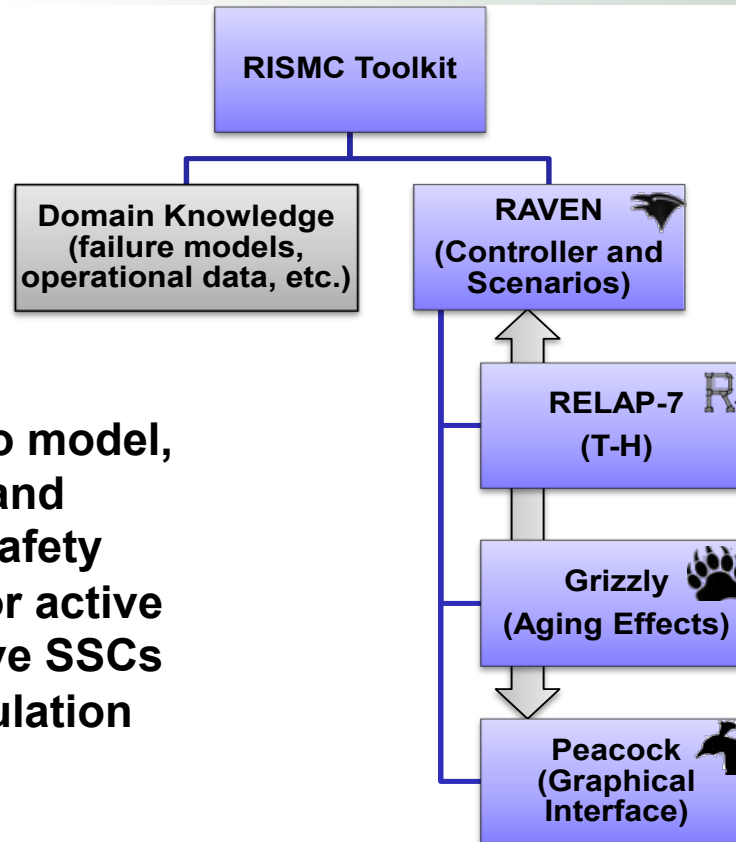 RISMC Toolkit
Domain Knowledge
(failure models,
operational data, etc.)
RAVEN
(Controller and
Scenarios)
RELAP-7
(T-H)
Grizzly
(Aging Effects)
Peacock
(Graphical
Interface)
o model,
and
afety
or active
ve SSCs
ulation